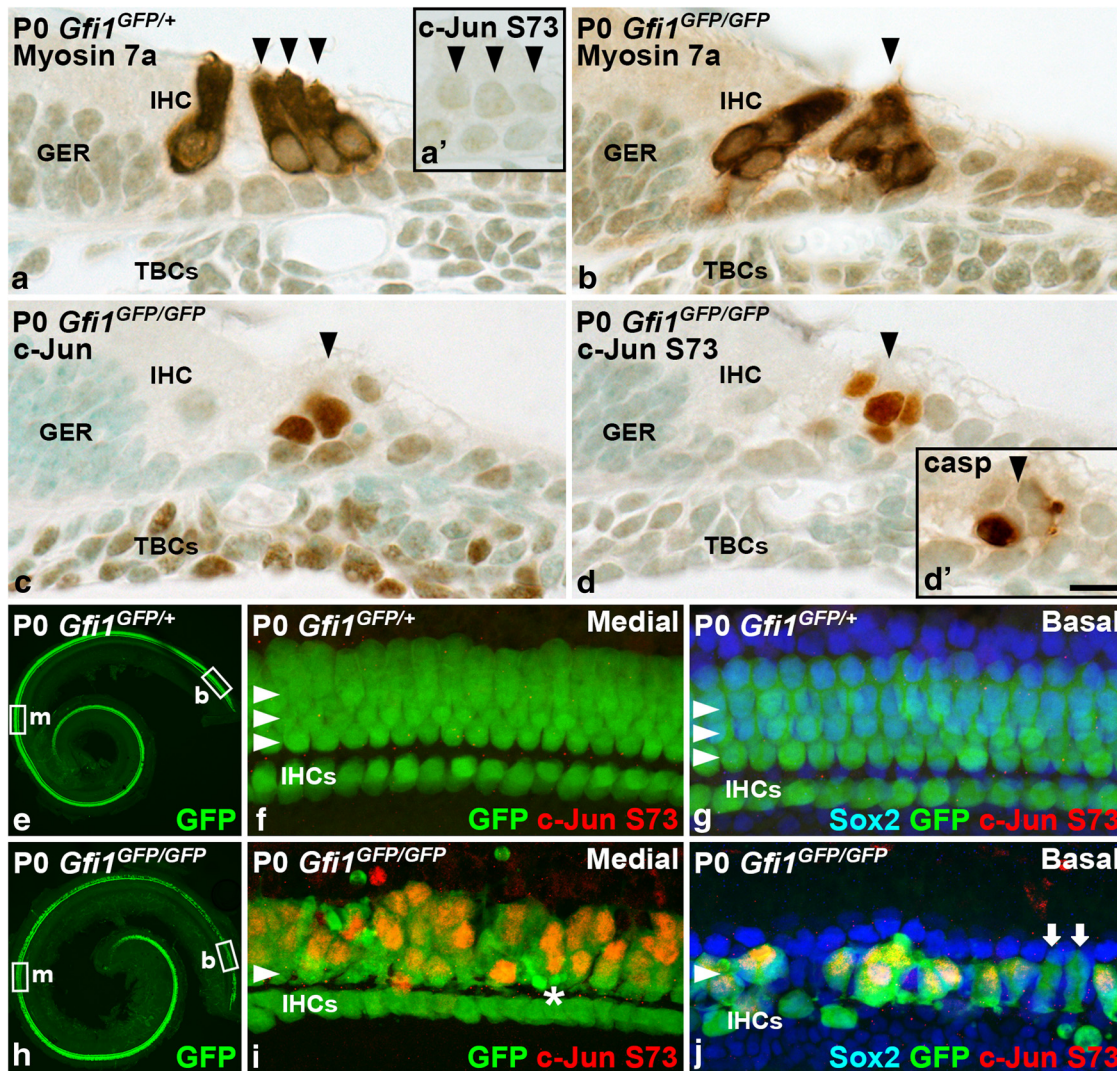 P0 Gfi1GFP/+
Myosin 7a
IHC
GER
TBCs
a
c-Jun S73
a'
P0 Gfi1GFP/GFP
Myosin 7a
IHC
GER
TBCs
b
P0 Gfi1GFP/GFP
c-Jun
IHC
GER
TBCs
c
P0 Gfi1GFP/GFP
c-Jun S73
IHC
GER
TBCs
d
casp
d'
P0 Gfi1GFP/+
b
m
e
GFP
P0 Gfi1GFP/+
Medial
IHCs
f
GFP c-Jun S73
P0 Gfi1GFP/+
Basal
IHCs
g
Sox2 GFP c-Jun S73
P0 Gfi1GFP/GFP
m
b
h
GFP
P0 Gfi1GFP/GFP
Medial
*
IHCs
i
GFP c-Jun S73
P0 Gfi1GFP/GFP
Basal
IHCs
j
Sox2 GFP c-Jun S73